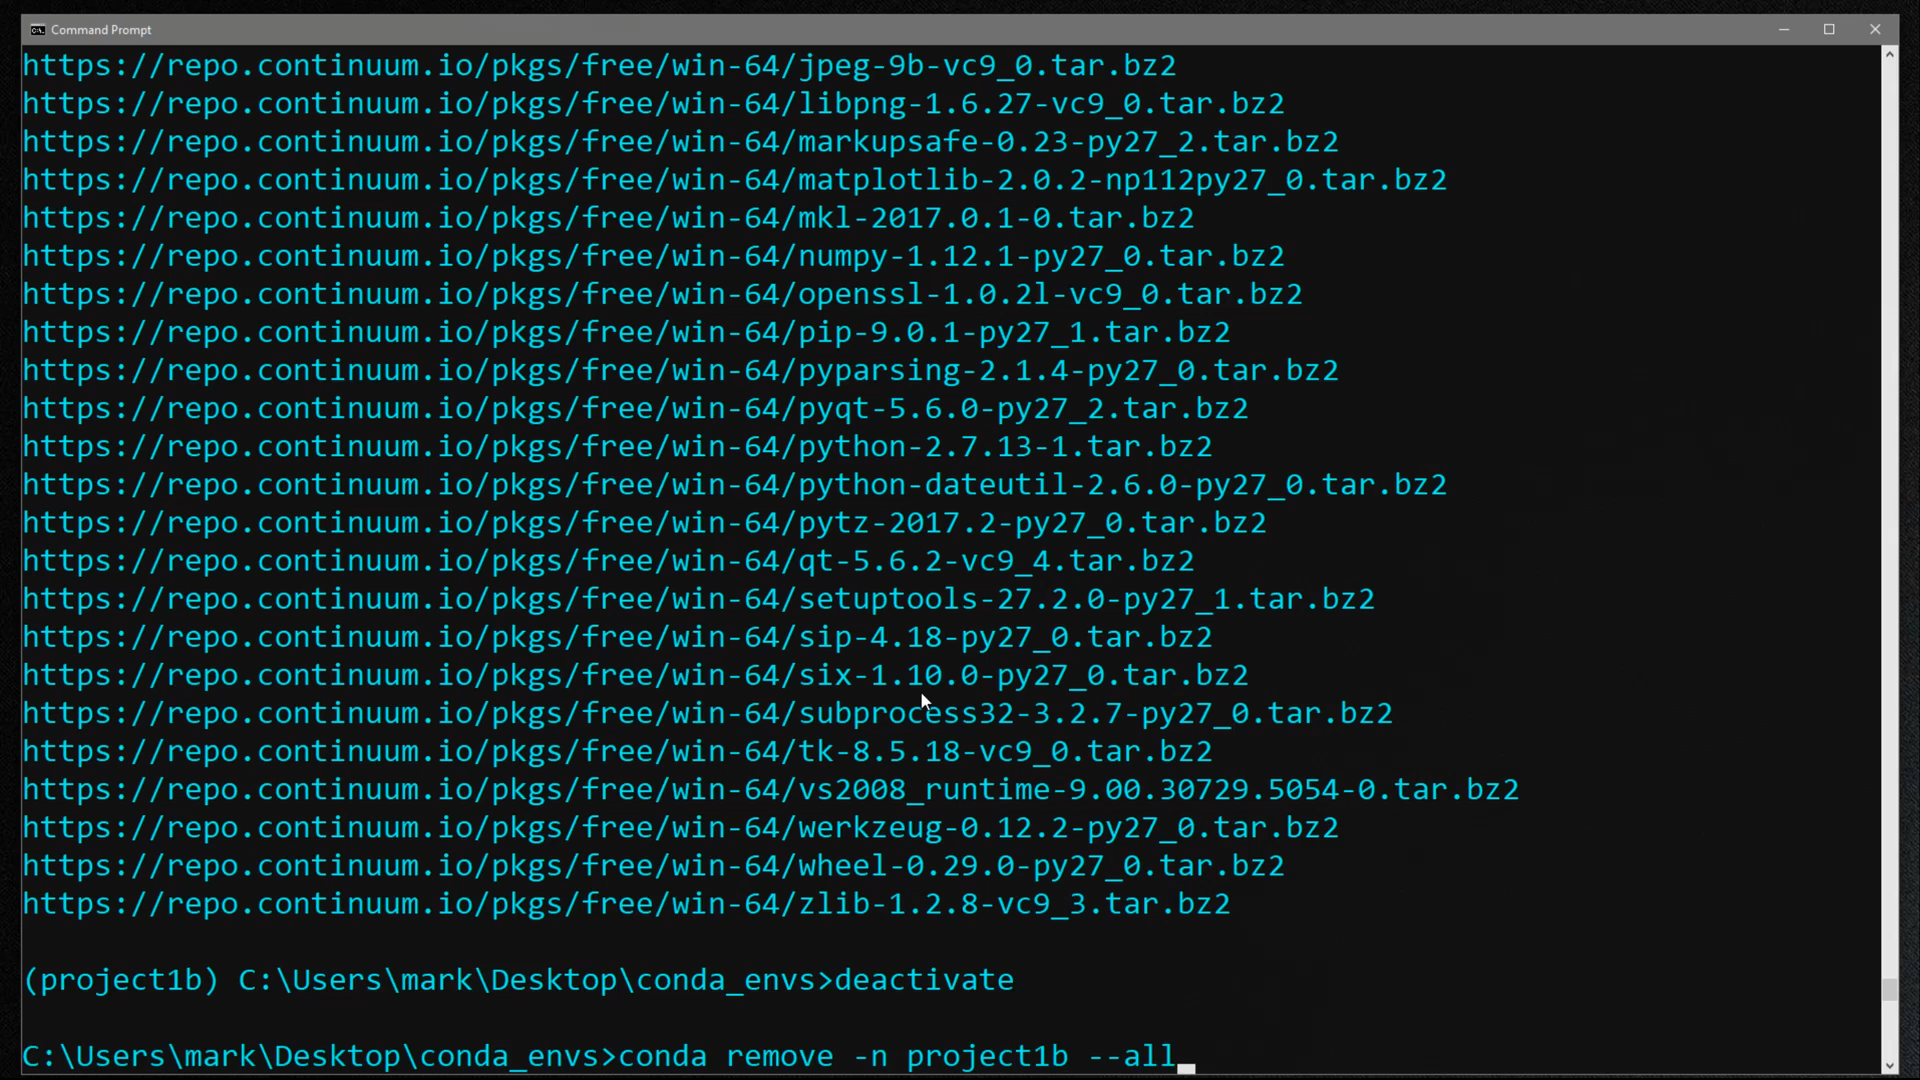 Command Prompt
https://repo.continuum.io/pkgs/free/win-64/jpeg-9b-vc9_0.tar.bz2
https://repo.continuum.io/pkgs/free/win-64/libpng-1.6.27-vc9_0.tar.bz2
https://repo.continuum.io/pkgs/free/win-64/markupsafe-0.23-py27_2.tar.bz2
https://repo.continuum.io/pkgs/free/win-64/matplotlib-2.0.2-np112py27_0.tar.bz2
https://repo.continuum.io/pkgs/free/win-64/mkl-2017.0.1-0.tar.bz2
https://repo.continuum.io/pkgs/free/win-64/numpy-1.12.1-py27_0.tar.bz2
https://repo.continuum.io/pkgs/free/win-64/openssl-1.0.2l-vc9_0.tar.bz2
https://repo.continuum.io/pkgs/free/win-64/pip-9.0.1-py27_1.tar.bz2
https://repo.continuum.io/pkgs/free/win-64/pyparsing-2.1.4-py27_0.tar.bz2
https://repo.continuum.io/pkgs/free/win-64/pyqt-5.6.0-py27_2.tar.bz2
https://repo.continuum.io/pkgs/free/win-64/python-2.7.13-1.tar.bz2
https://repo.continuum.io/pkgs/free/win-64/python-dateutil-2.6.0-py27_0.tar.bz2
https://repo.continuum.io/pkgs/free/win-64/pytz-2017.2-py27_0.tar.bz2
https://repo.continuum.io/pkgs/free/win-64/qt-5.6.2-vc9_4.tar.bz2
https://repo.continuum.io/pkgs/free/win-64/setuptools-27.2.0-py27_1.tar.bz2
https://repo.continuum.io/pkgs/free/win-64/sip-4.18-py27_0.tar.bz2
https://repo.continuum.io/pkgs/free/win-64/six-1.10.0-py27_0.tar.bz2
https://repo.continuum.io/pkgs/free/win-64/subprocess32-3.2.7-py27_0.tar.bz2
https://repo.continuum.io/pkgs/free/win-64/tk-8.5.18-vc9_0.tar.bz2
https://repo.continuum.io/pkgs/free/win-64/vs2008_runtime-9.00.30729.5054-0.tar.bz2
https://repo.continuum.io/pkgs/free/win-64/werkzeug-0.12.2-py27_0.tar.bz2
https://repo.continuum.io/pkgs/free/win-64/wheel-0.29.0-py27_0.tar.bz2
https://repo.continuum.io/pkgs/free/win-64/zlib-1.2.8-vc9_3.tar.bz2
(project1b) C:\Users\mark\Desktop\conda_envs>deactivate
C:\Users\mark\Desktop\conda_envs>conda remove -n project1b --all